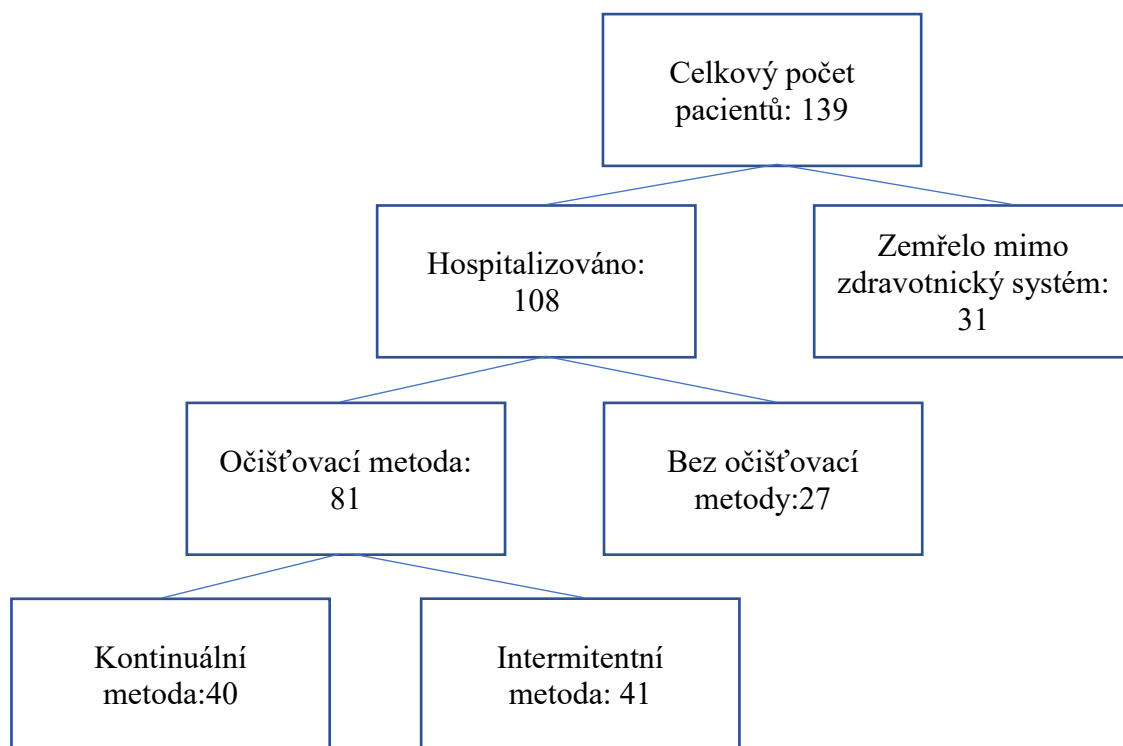 Celkový počet
pacientů: 139
Hospitalizováno:
108
Zemřelo mimo
zdravotnický systém:
31
Očišťovací metoda:
81
Bez očišťovací
metody:27
Kontinuální
metoda:40
Intermitentní
metoda: 41